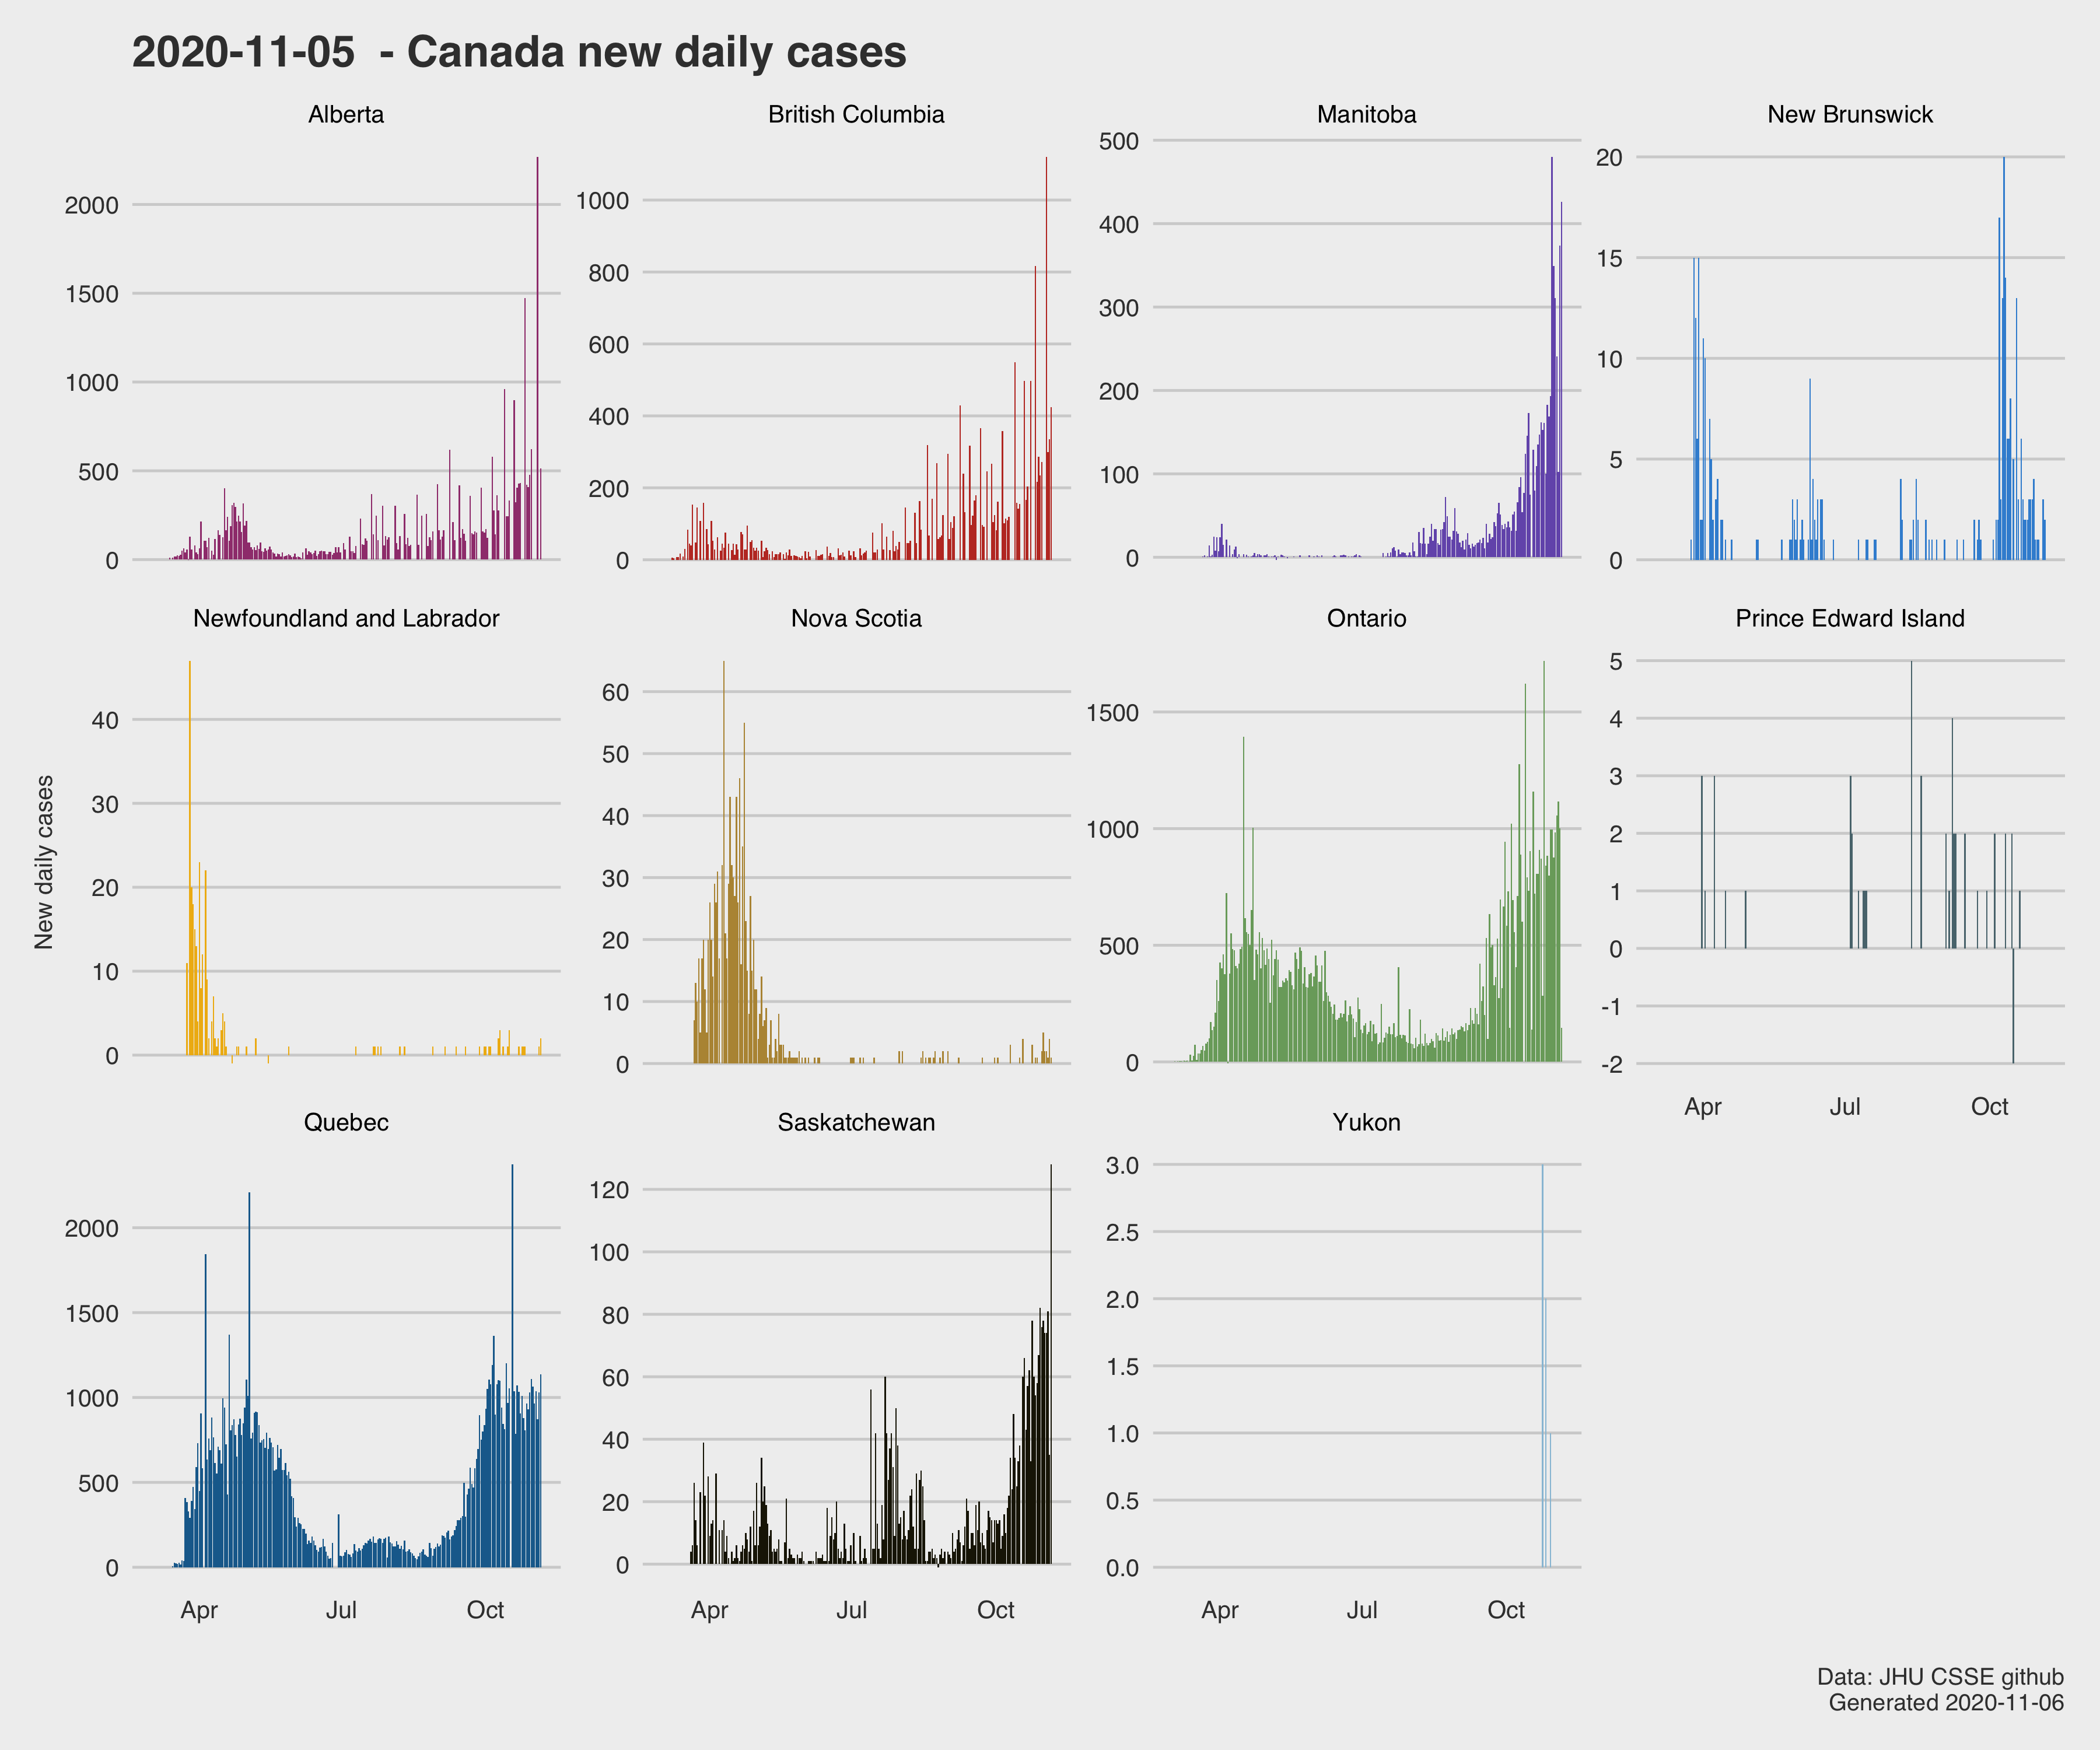 2020-11-05  - Canada new daily cases
Alberta
British Columbia
Manitoba
New Brunswick
2000
1500
1000
500
0
1000
800
600
400
200
0
500
400
300
200
100
0
20
15
10
5
0
Newfoundland and Labrador
Nova Scotia
Ontario
Prince Edward Island
New daily cases
40
30
20
10
0
60
50
40
30
20
10
0
1500
1000
500
0
5
4
3
2
1
0
-1
-2
Apr
Jul
Oct
Quebec
Saskatchewan
Yukon
2000
1500
1000
500
0
Apr
Jul
Oct
120
100
80
60
40
20
0
Apr
Jul
Oct
3.0
2.5
2.0
1.5
1.0
0.5
0.0
Apr
Jul
Oct
Data: JHU CSSE github
Generated 2020-11-06